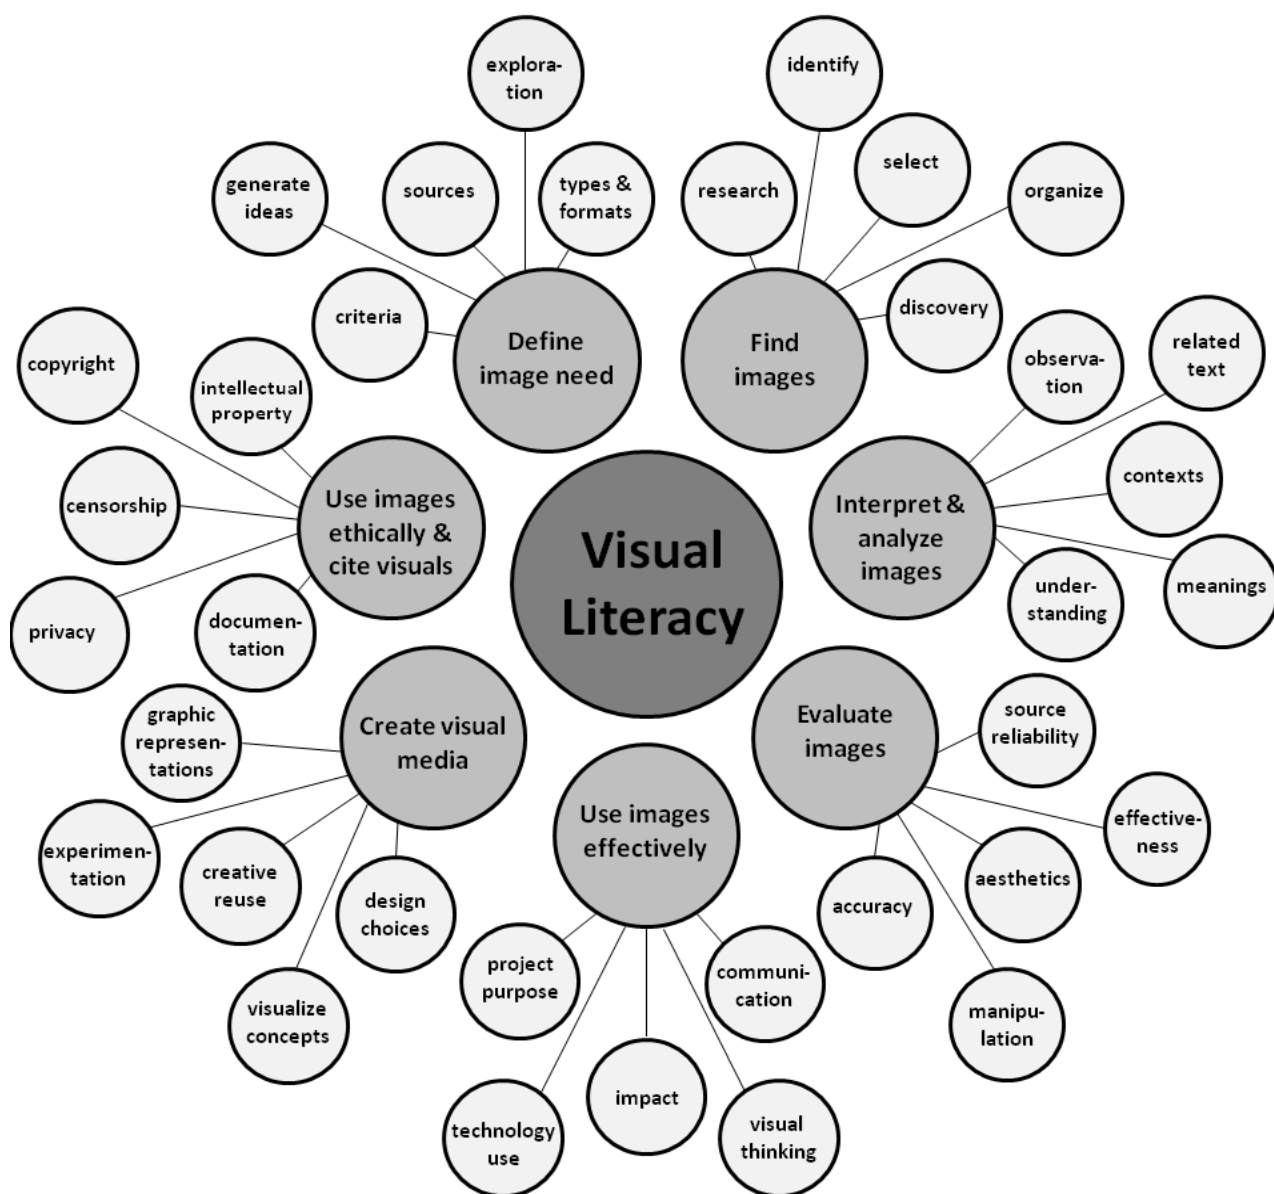 Visual
Literacy
Define
image need
explora-
tion
generate
ideas
sources
types &
formats
criteria
Find
images
identify
research
select
organize
discovery
Interpret &
analyze
images
observa-
tion
related
text
contexts
meanings
under-
standing
Evaluate
images
source
reliability
effective-
ness
aesthetics
accuracy
manipu-
lation
Use images
effectively
communi-
cation
project
purpose
impact
visual
thinking
technology
use
Create visual
media
graphic
represen-
tations
experimen-
tation
creative
reuse
design
choices
visualize
concepts
Use images
ethically &
cite visuals
copyright
intellectual
property
censorship
privacy
documen-
tation